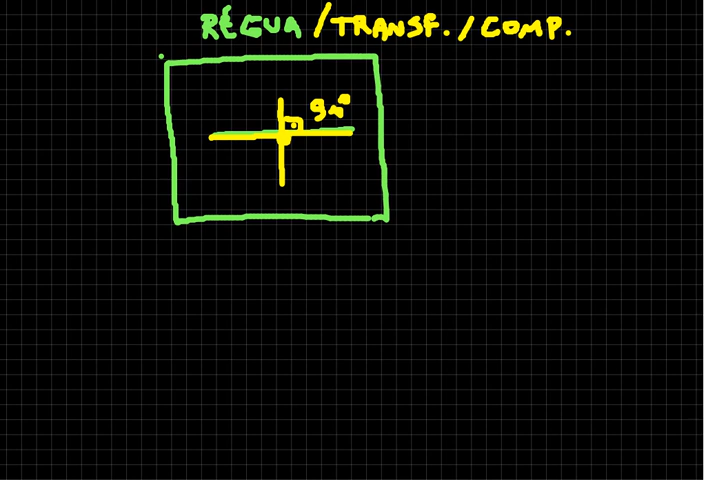 RÉGUA / TRANSF. / COMP.
90°